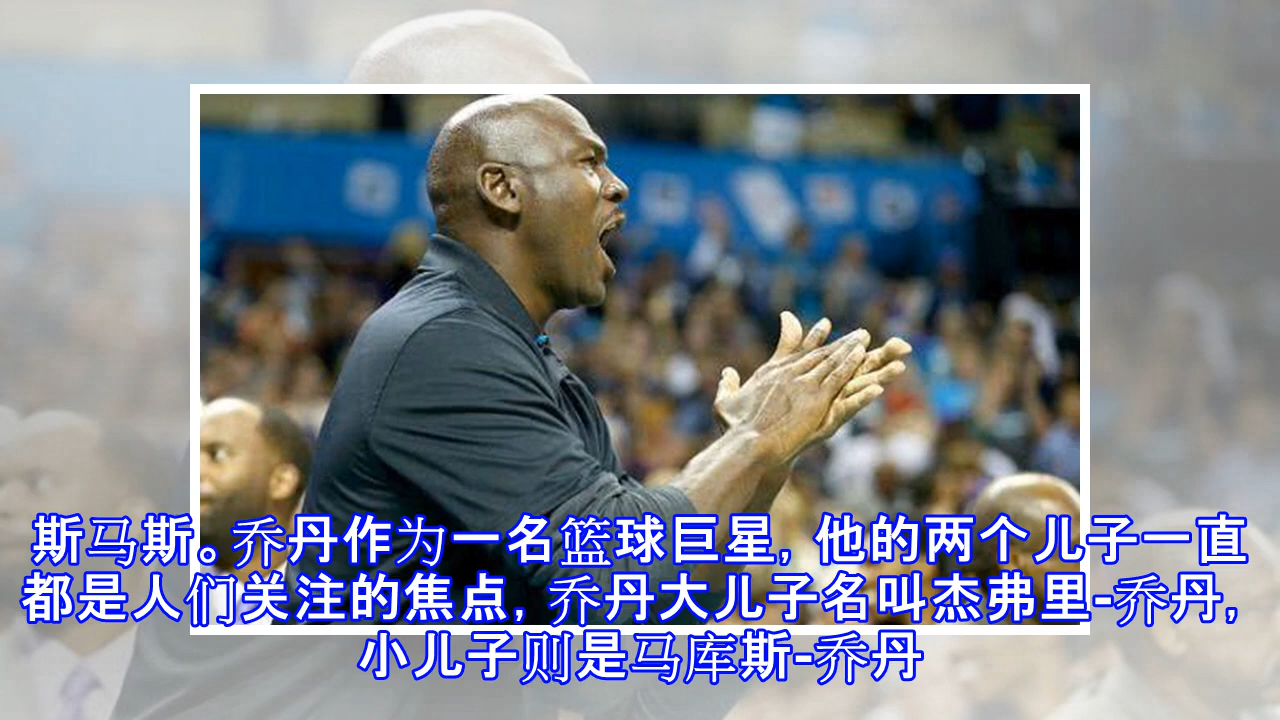 斯马斯。乔丹作为一名篮球巨星, 他的两个儿子一直
都是人们关注的焦点, 乔丹大儿子名叫杰弗里-乔丹,
小儿子则是马库斯-乔丹